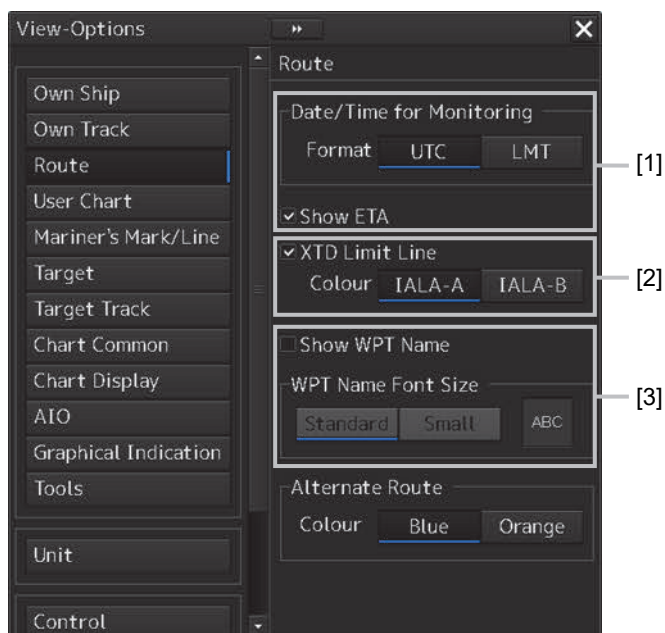 View-Options
Route
Own Ship
Own Track
Route
User Chart
Mariner's Mark/Line
Target
Target Track
Chart Common
Chart Display
AIO
Graphical Indication
Tools
Unit
Control
Date/Time for Monitoring
Format UTC LMT
Show ETA
[1]
XTD Limit Line
Colour IALA-A IALA-B
[2]
Show WPT Name
WPT Name Font Size
Standard Small ABC
[3]
Alternate Route
Colour Blue Orange